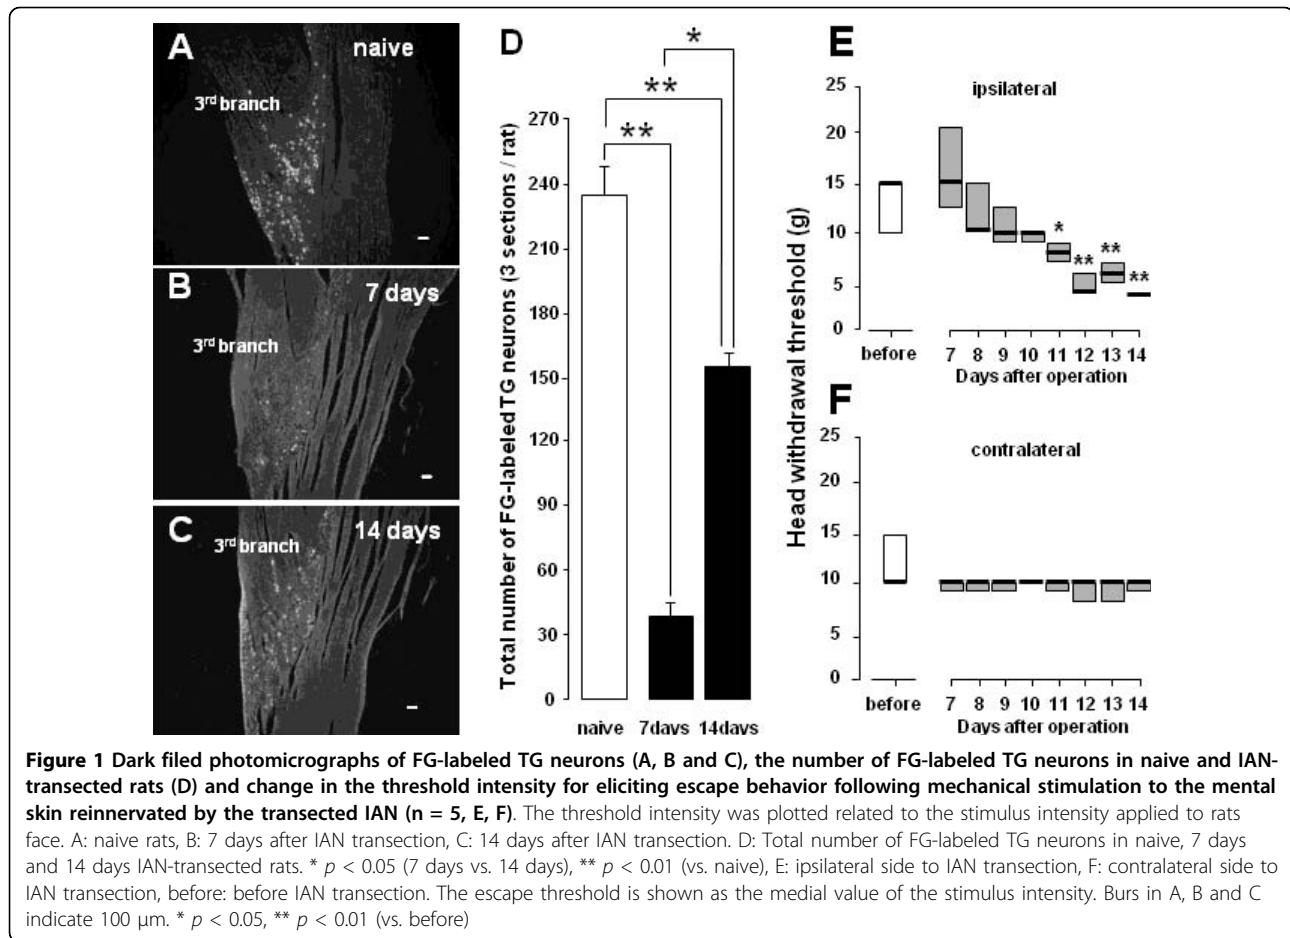 A
naive
3rd branch
B
7 days
3rd branch
C
14 days
3rd branch
D
*
**
**
Total number of FG-labeled TG neurons (3 sections / rat)
270
240
210
180
150
120
90
60
30
0
naive
7days
14days
Head withdrawal threshold (g)
E
ipsilateral
25
20
15
10
5
0
*
**
**
**
before
7 8 9 10 11 12 13 14
Days after operation
F
contralateral
25
20
15
10
5
0
before
7 8 9 10 11 12 13 14
Days after operation
Figure 1 Dark filed photomicrographs of FG-labeled TG neurons (A, B and C), the number of FG-labeled TG neurons in naive and IAN-
transected rats (D) and change in the threshold intensity for eliciting escape behavior following mechanical stimulation to the mental
skin reinnervated by the transected IAN (n = 5, E, F). The threshold intensity was plotted related to the stimulus intensity applied to rats
face. A: naive rats, B: 7 days after IAN transection, C: 14 days after IAN transection. D: Total number of FG-labeled TG neurons in naive, 7 days
and 14 days IAN-transected rats. * p < 0.05 (7 days vs. 14 days), ** p < 0.01 (vs. naive), E: ipsilateral side to IAN transection, F: contralateral side to
IAN transection, before: before IAN transection. The escape threshold is shown as the medial value of the stimulus intensity. Burs in A, B and C
indicate 100 μm. * p < 0.05, ** p < 0.01 (vs. before)